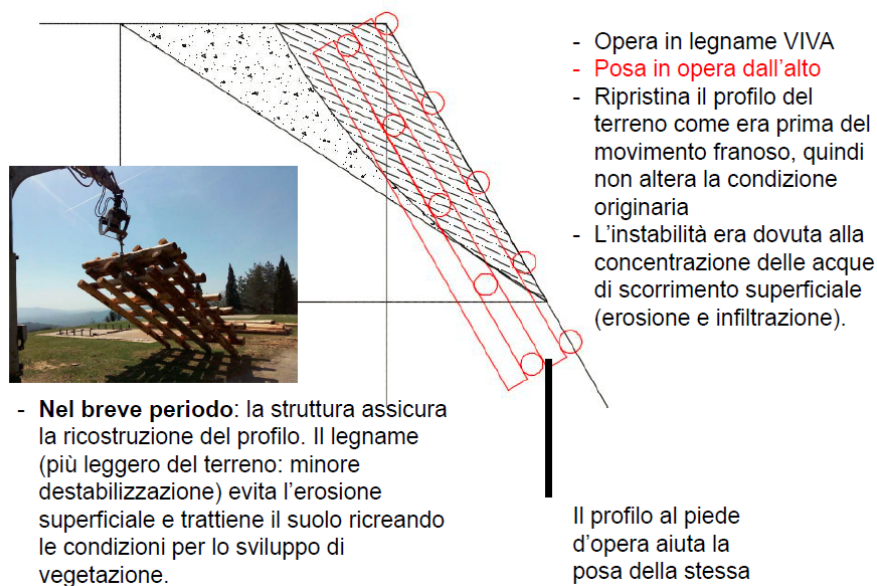 - Opera in legname VIVA
- Posa in opera dall'alto
- Ripristina il profilo del
terreno come era prima del
movimento franoso, quindi
non altera la condizione
originaria
- L'instabilità era dovuta alla
concentrazione delle acque
di scorrimento superficiale
(erosione e infiltrazione).
- Nel breve periodo: la struttura assicura
la ricostruzione del profilo. Il legname
(più leggero del terreno: minore
destabilizzazione) evita l'erosione
superficiale e trattiene il suolo ricreando
le condizioni per lo sviluppo di
vegetazione.
Il profilo al piede
d'opera aiuta la
posa della stessa